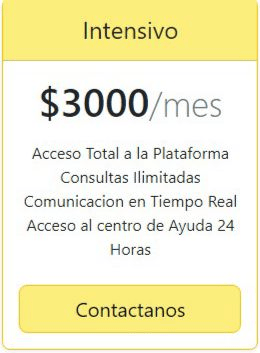 Intensivo
$3000/mes
Acceso Total a la Plataforma
Consultas Ilimitadas
Comunicacion en Tiempo Real
Acceso al centro de Ayuda 24
Horas
Contactanos